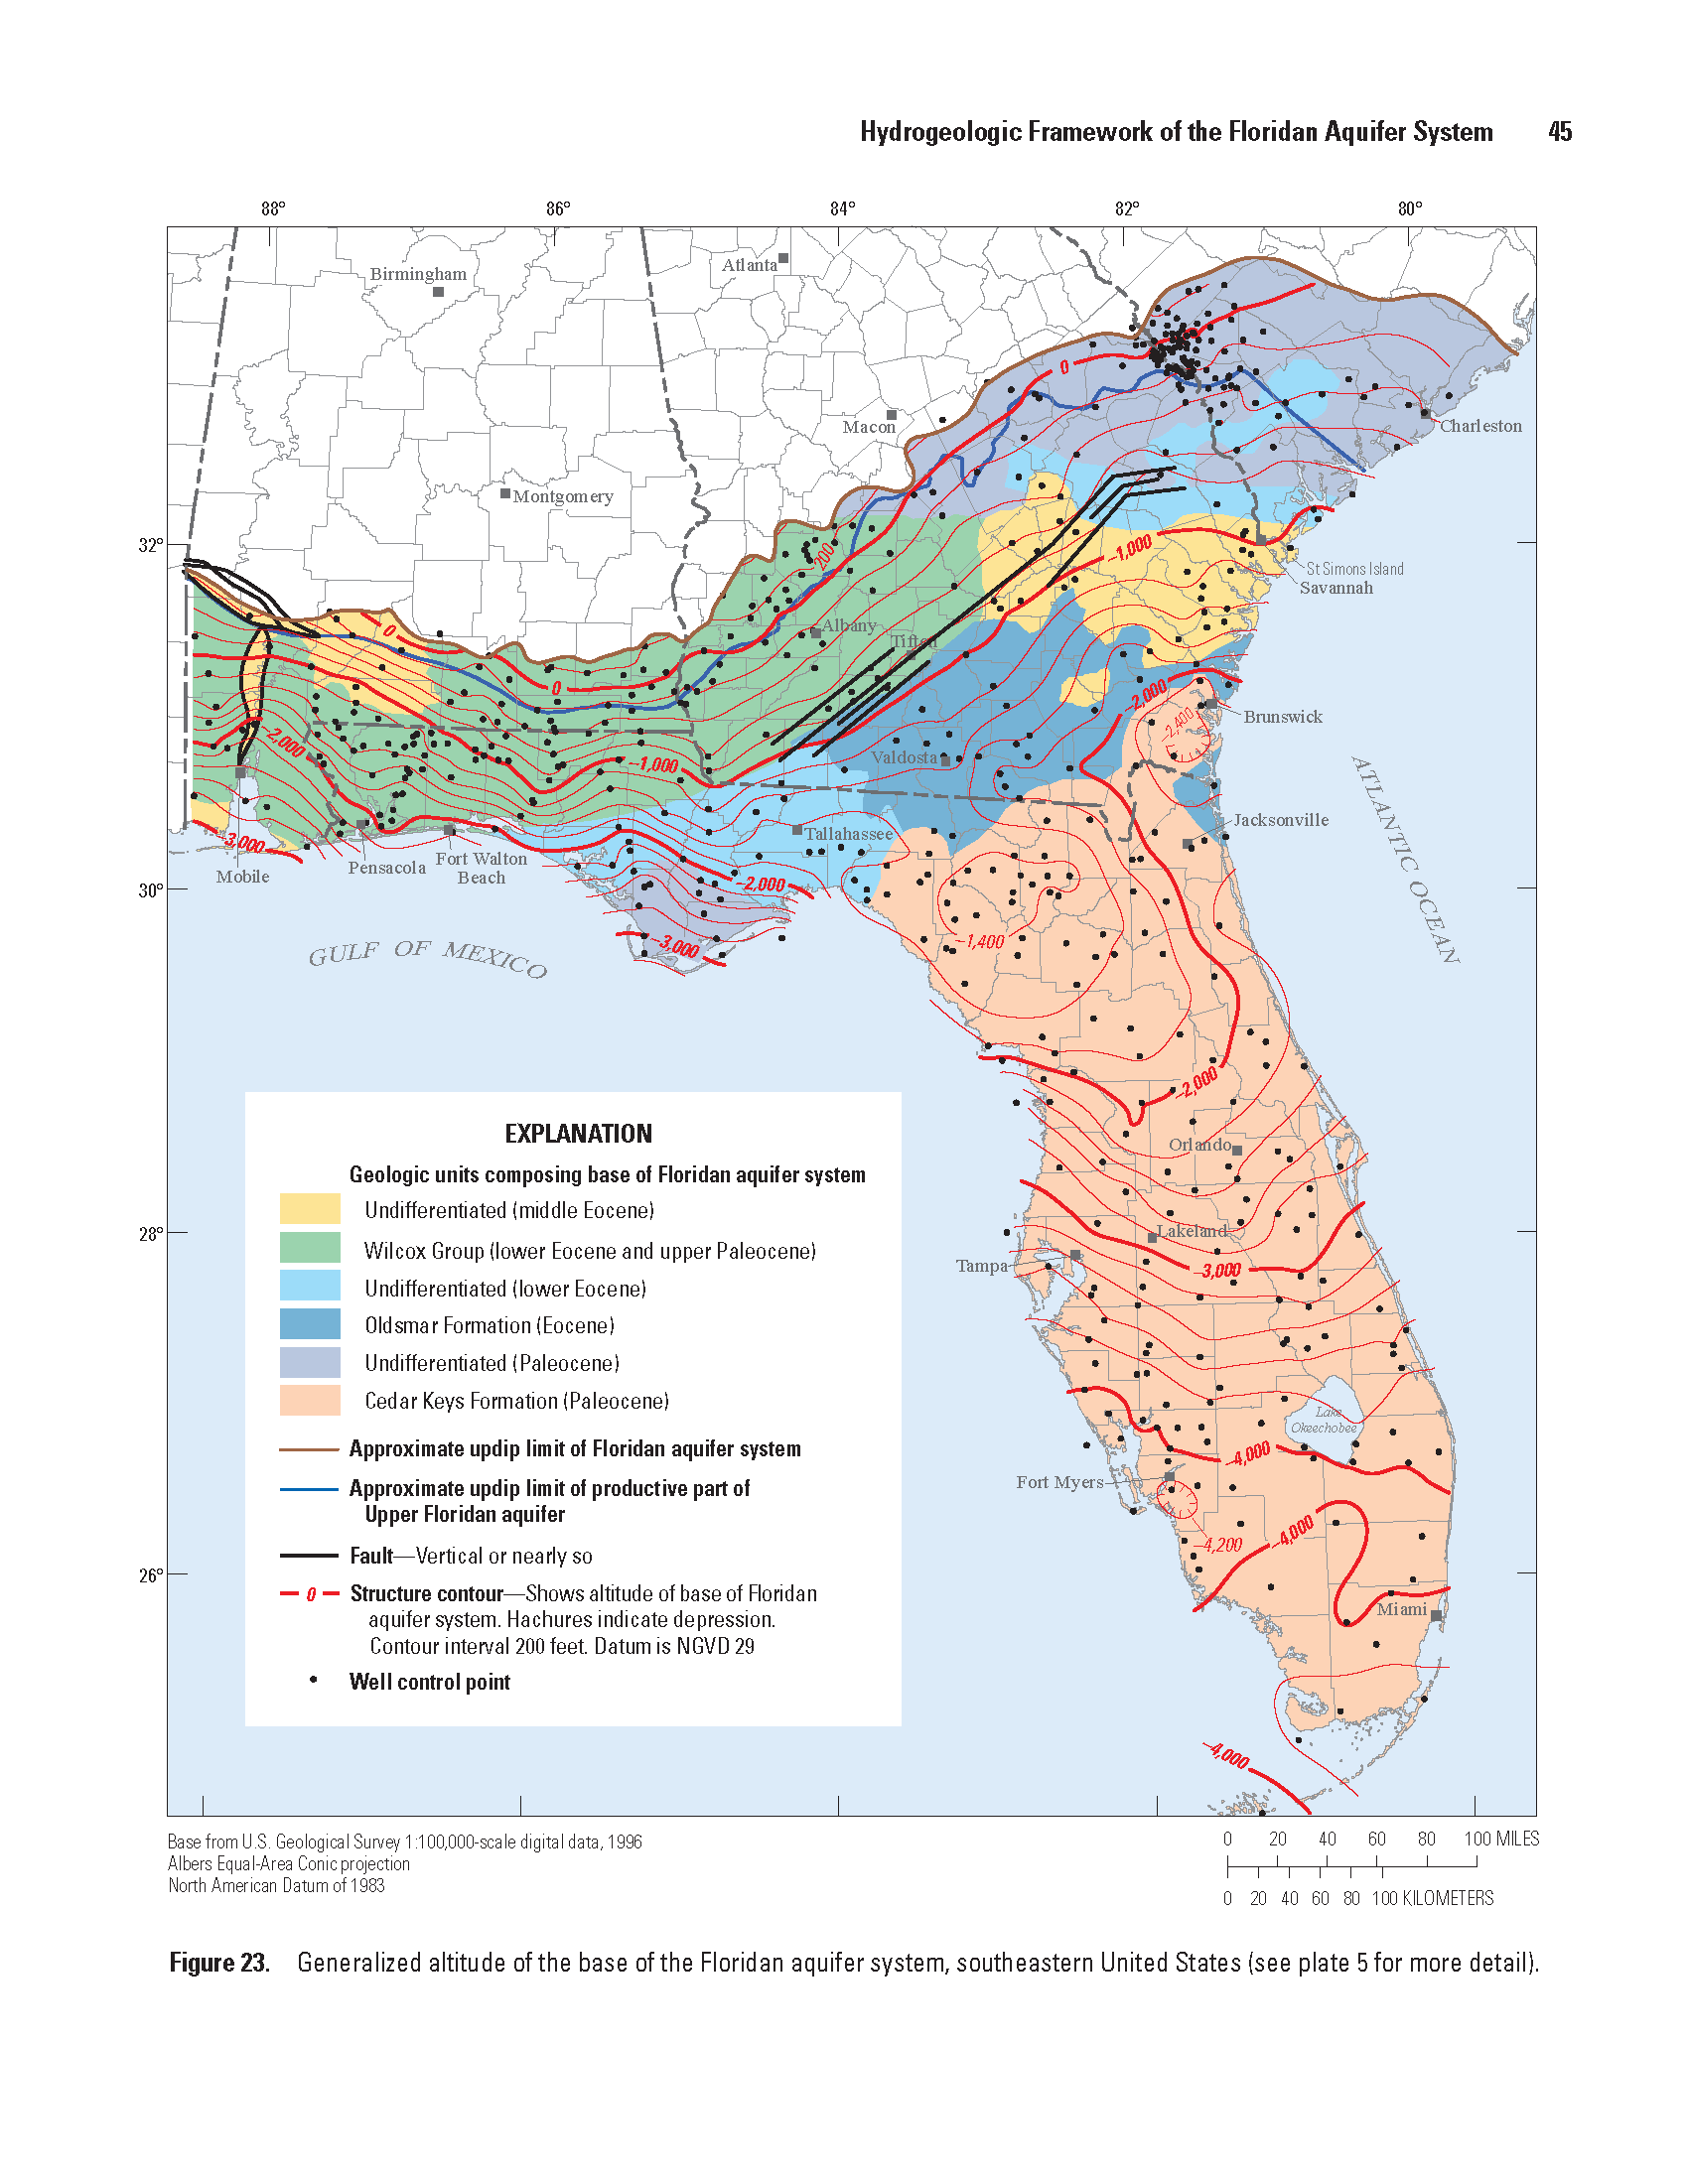 Hydrogeologic Framework of the Floridan Aquifer System 45
88° 86° 84° 82° 80°
Birmingham
Atlanta
Macon
Charleston
Montgomery
32°
0
200
–1,000
St Simons Island
Savannah
0
Albany
Tifton
0
–2,000
–2,000
–2,400
Brunswick
–1,000
Valdosta
–3,000
Tallahassee
Jacksonville
Mobile
Pensacola
Fort Walton
Beach
–2,000
30°
–3,000
–1,400
GULF OF MEXICO
ATLANTIC OCEAN
–2,000
Orlando
28°
Lakeland
Tampa
–3,000
Lake
Okeechobee
–4,000
Fort Myers
–4,200
–4,000
26°
Miami
–4,000
EXPLANATION
Geologic units composing base of Floridan aquifer system
Undifferentiated (middle Eocene)
Wilcox Group (lower Eocene and upper Paleocene)
Undifferentiated (lower Eocene)
Oldsmar Formation (Eocene)
Undifferentiated (Paleocene)
Cedar Keys Formation (Paleocene)
Approximate updip limit of Floridan aquifer system
Approximate updip limit of productive part of
Upper Floridan aquifer
Fault—Vertical or nearly so
0 Structure contour—Shows altitude of base of Floridan
aquifer system. Hachures indicate depression.
Contour interval 200 feet. Datum is NGVD 29
Well control point
Base from U.S. Geological Survey 1:100,000-scale digital data, 1996
Albers Equal-Area Conic projection
North American Datum of 1983
0 20 40 60 80 100 MILES
0 20 40 60 80 100 KILOMETERS
Figure 23. Generalized altitude of the base of the Floridan aquifer system, southeastern United States (see plate 5 for more detail).